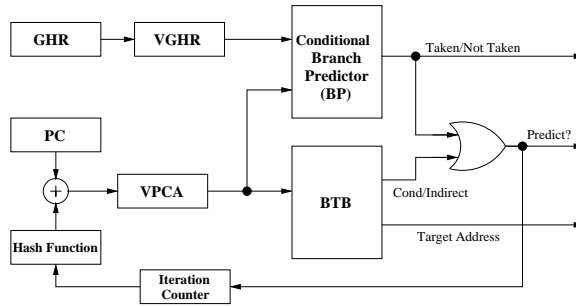 GHR
VGHR
Conditional
Branch
Predictor
(BP)
Taken/Not Taken
PC
Predict?
+
VPCA
BTB
Cond/Indirect
Target Address
Hash Function
Iteration
Counter